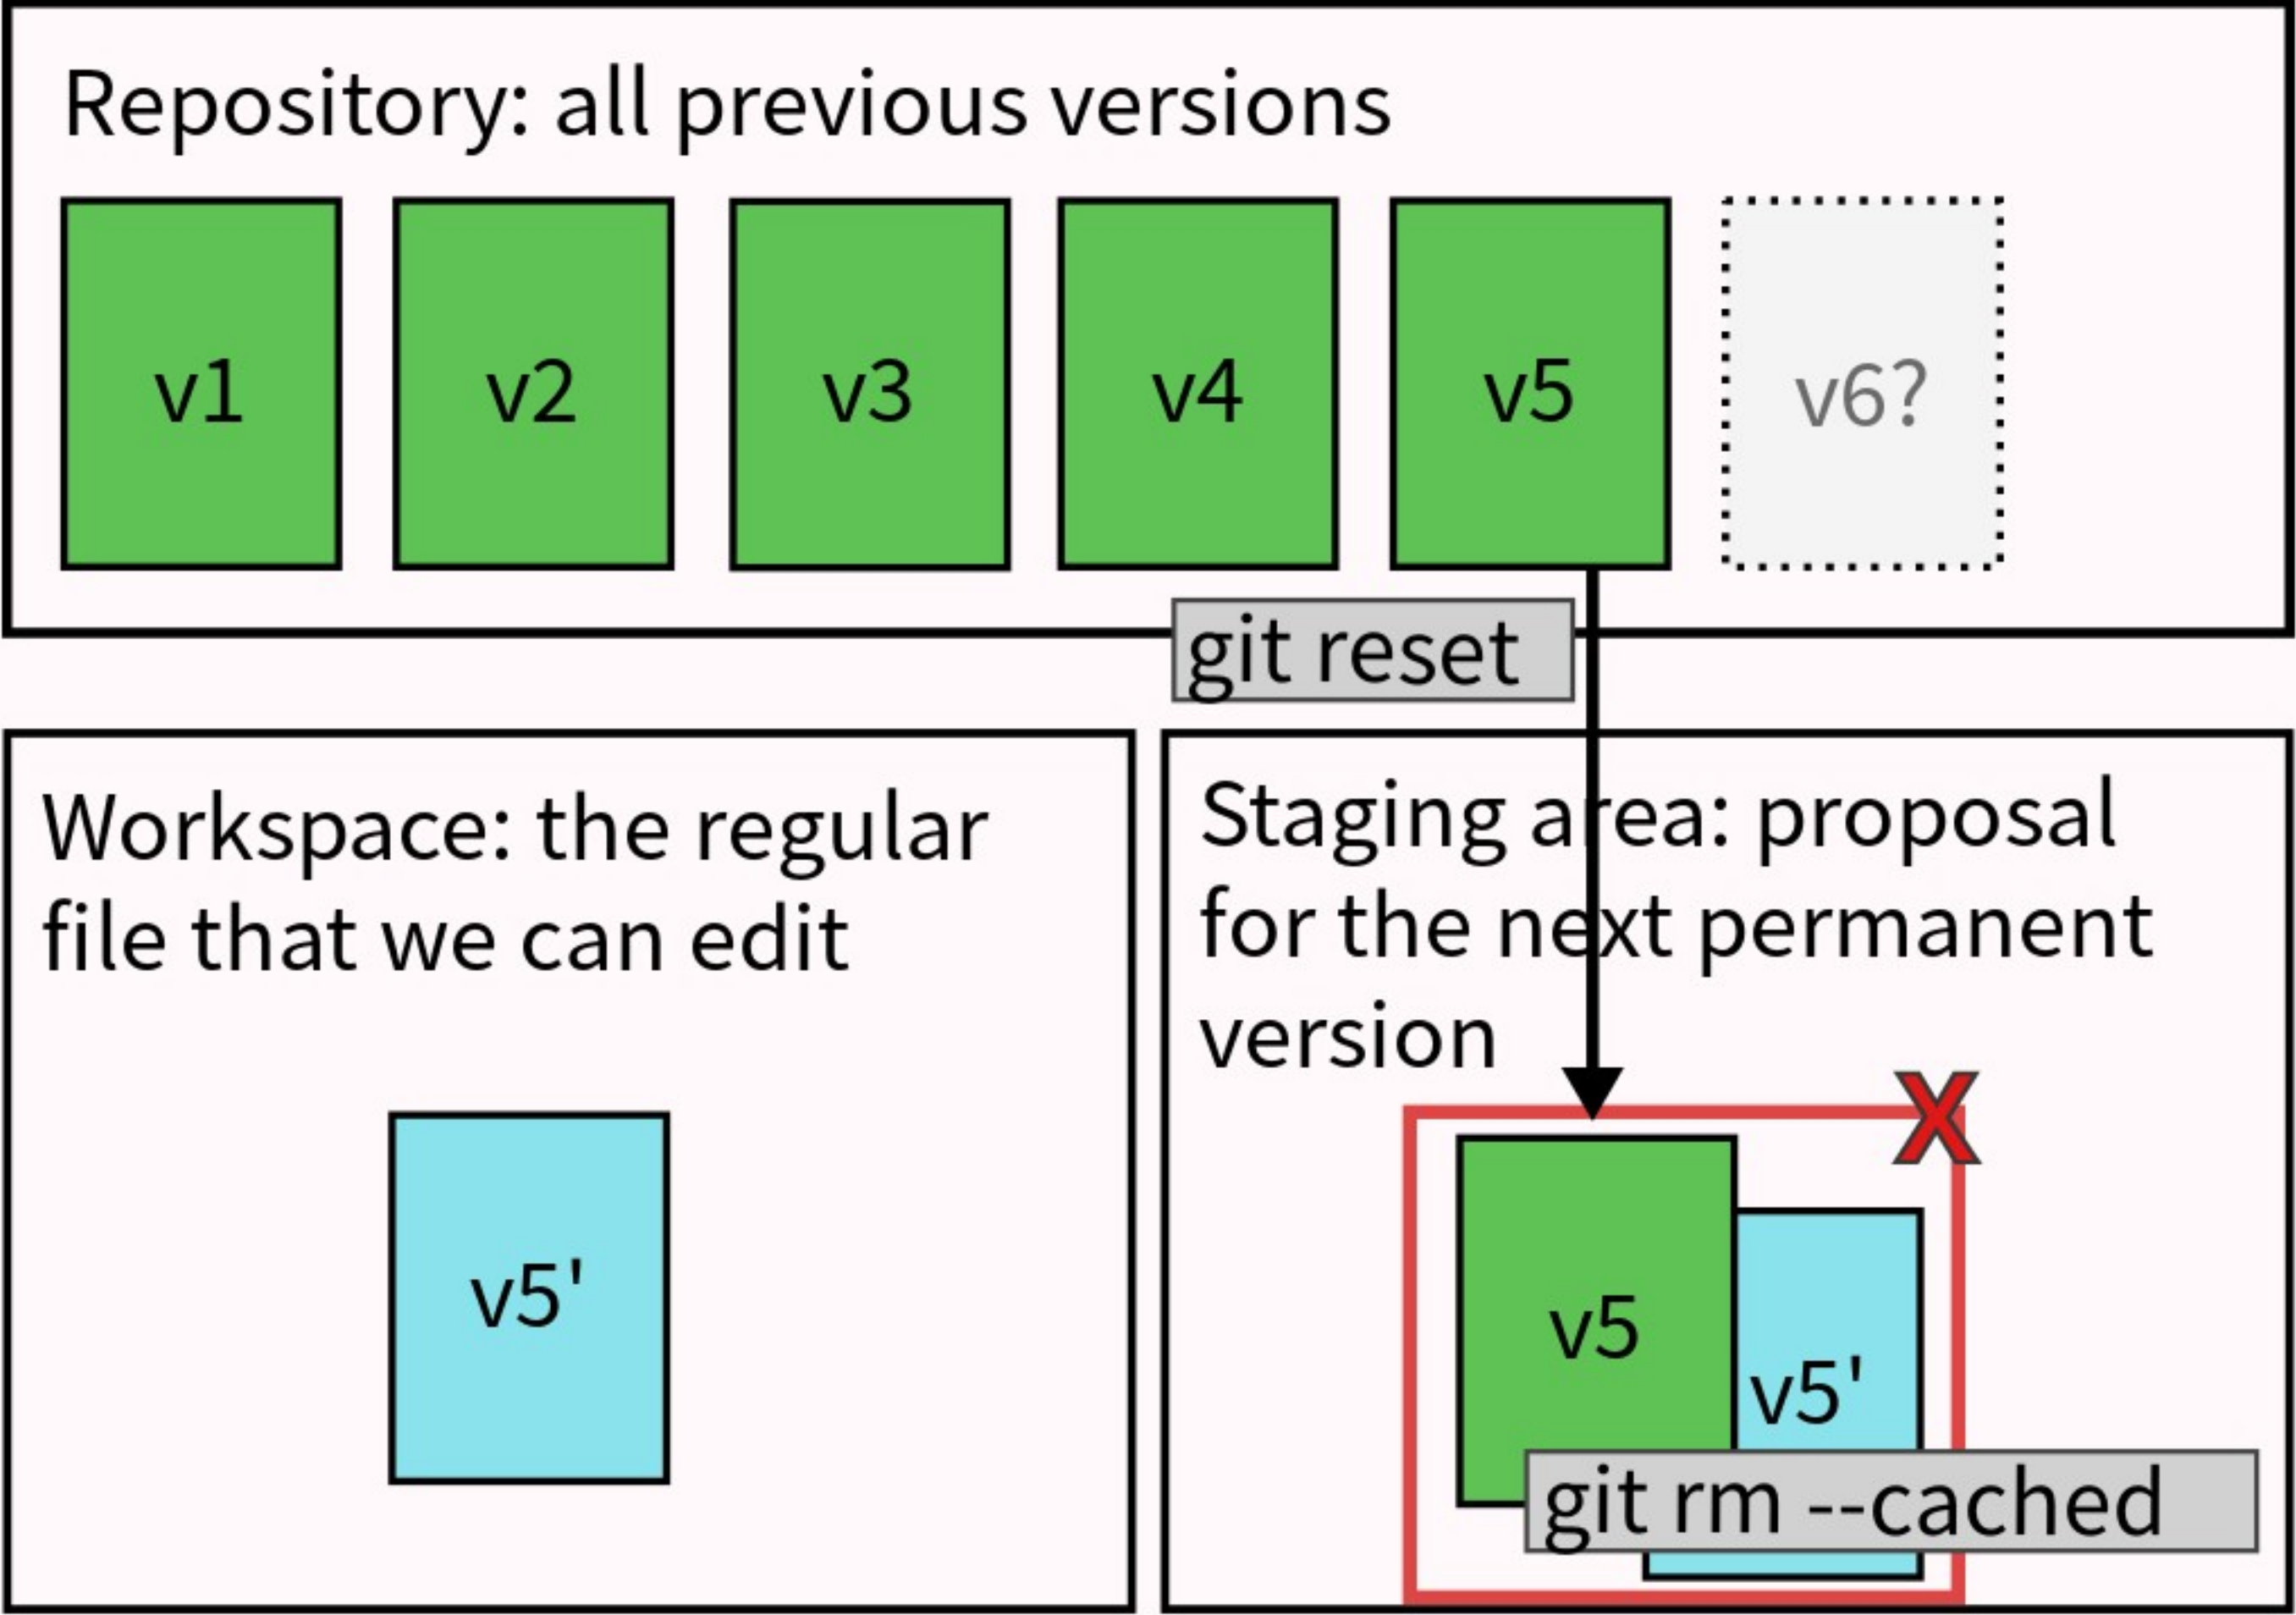 Repository: all previous versions
v1
v2
v3
v4
v5
v6?
git reset
Workspace: the regular
file that we can edit
v5'
Staging area: proposal
for the next permanent
version
X
v5
v5'
git rm --cached